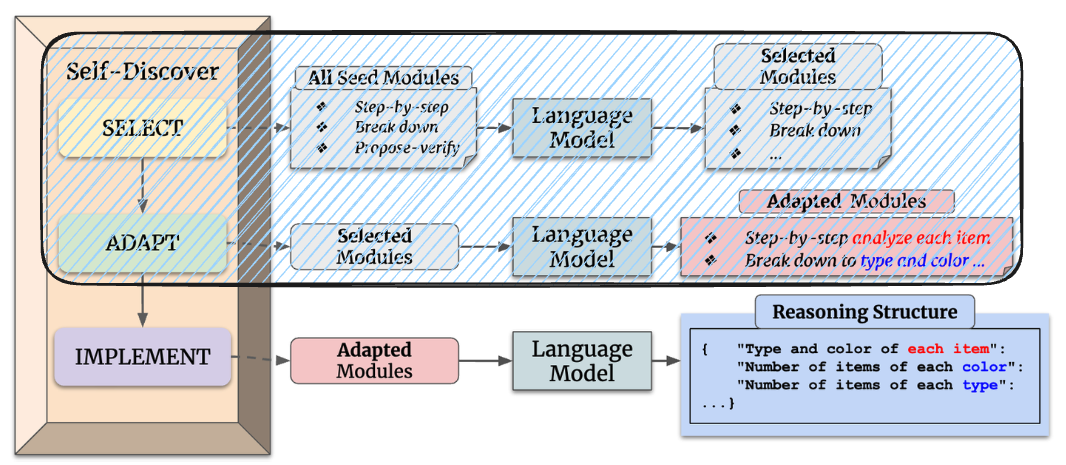 Self-Discover
SELECT
All Seed Modules
Step-by-step
Break down
Propose-verify
Language
Model
Selected
Modules
Step-by-step
Break down
...
ADAPT
Selected
Modules
Language
Model
Adapted Modules
Step-by-step analyze each item
Break down to type and color ...
IMPLEMENT
Adapted
Modules
Language
Model
Reasoning Structure
{ "Type and color of each item":
"Number of items of each color":
"Number of items of each type":
...}